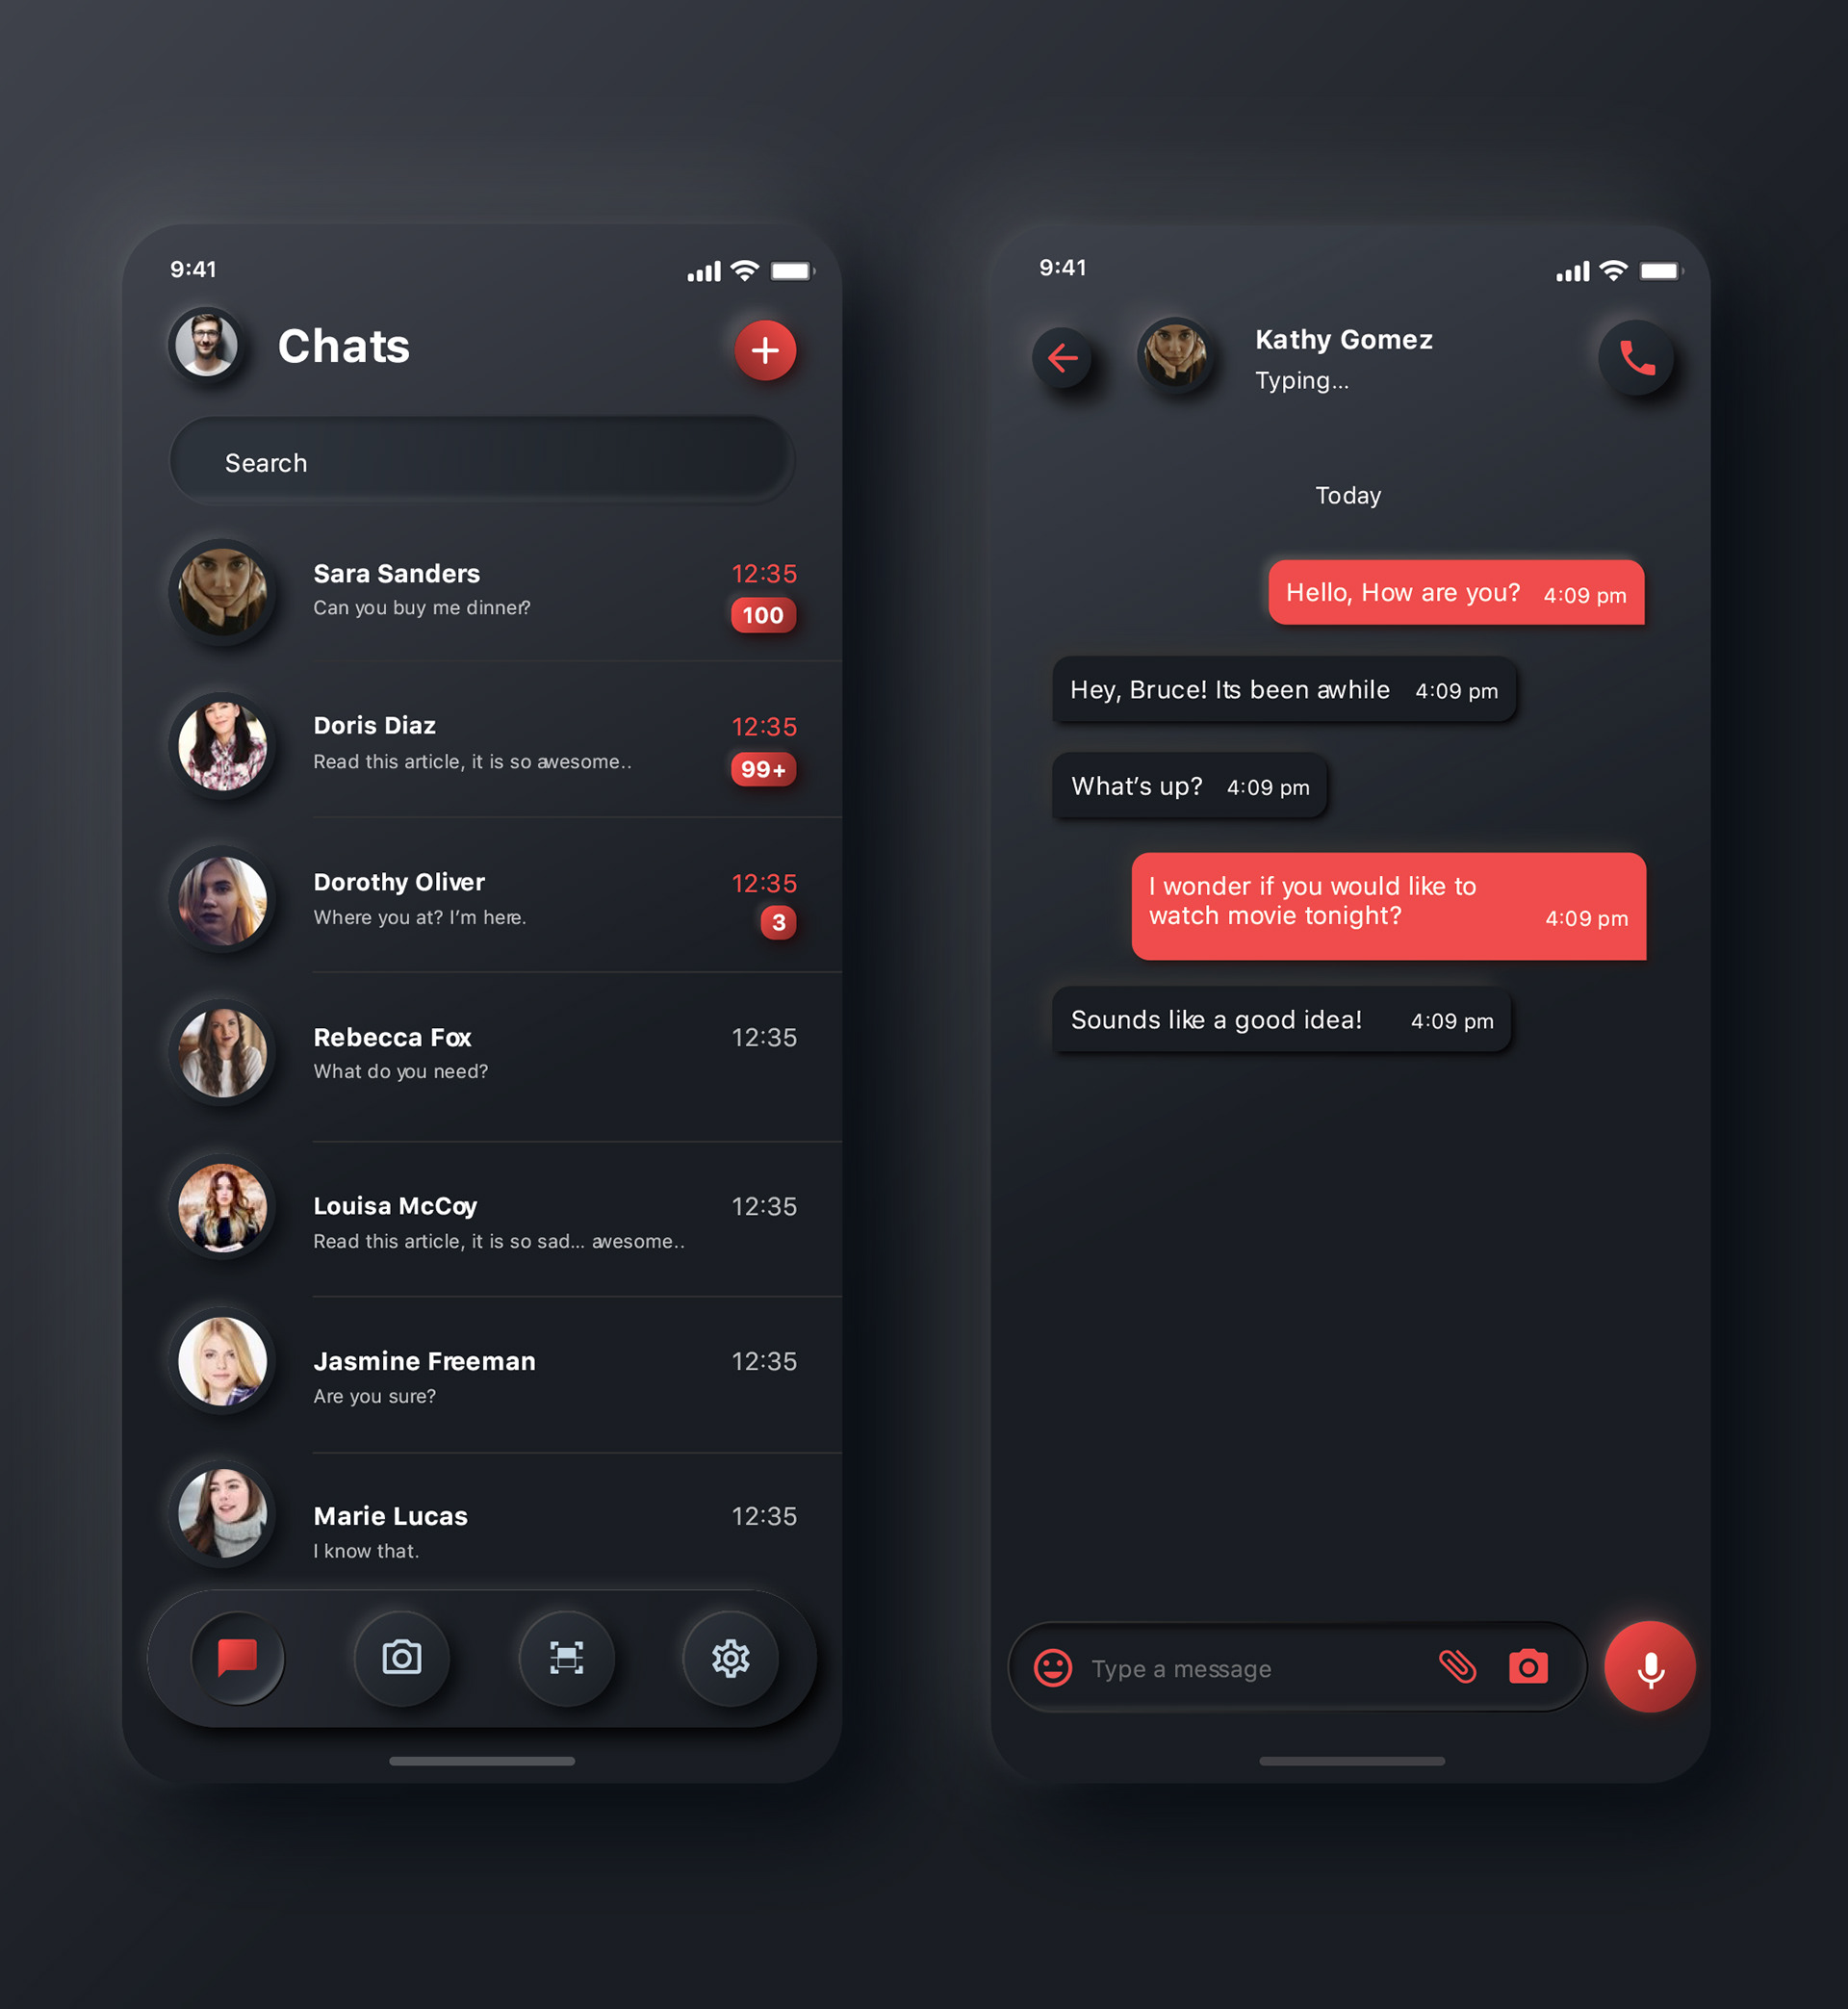 9:41
Chats
Search
Sara Sanders
12:35
Can you buy me dinner?
100
Doris Diaz
12:35
Read this article, it is so awesome..
99+
Dorothy Oliver
12:35
Where you at? I’m here.
3
Rebecca Fox
12:35
What do you need?
Louisa McCoy
12:35
Read this article, it is so sad... awesome..
Jasmine Freeman
12:35
Are you sure?
Marie Lucas
12:35
I know that.
9:41
Kathy Gomez
Typing...
Today
Hello, How are you? 4:09 pm
Hey, Bruce! Its been awhile 4:09 pm
What’s up? 4:09 pm
I wonder if you would like to
watch movie tonight? 4:09 pm
Sounds like a good idea! 4:09 pm
Type a message